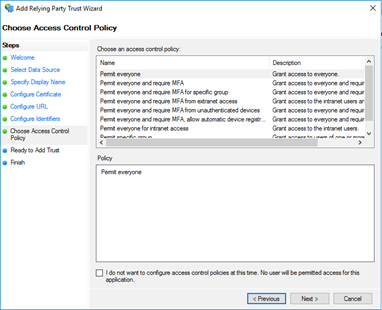 Add Relying Party Trust Wizard
Choose Access Control Policy
Steps
Welcome
Select Data Source
Specify Display Name
Configure Certificate
Configure URL
Configure Identifiers
Choose Access Control
Policy
Ready to Add Trust
Finish
Choose an access control policy:
Name Description
Permit everyone Grant access to everyone.
Permit everyone and require MFA Grant access to everyone and requir
Permit everyone and require MFA for specific group Grant access to everyone and requir
Permit everyone and require MFA from extranet access Grant access to the intranet users an
Permit everyone and require MFA from unauthenticated devices Grant access to everyone and requir
Permit everyone and require MFA, allow automatic device registr... Grant access to everyone and requir
Permit everyone for intranet access Grant access to the intranet users.
Permit specific group Grant access to users of one or more
Policy
Permit everyone
I do not want to configure access control policies at this time. No user will be permitted access for this
application.
< Previous Next > Cancel